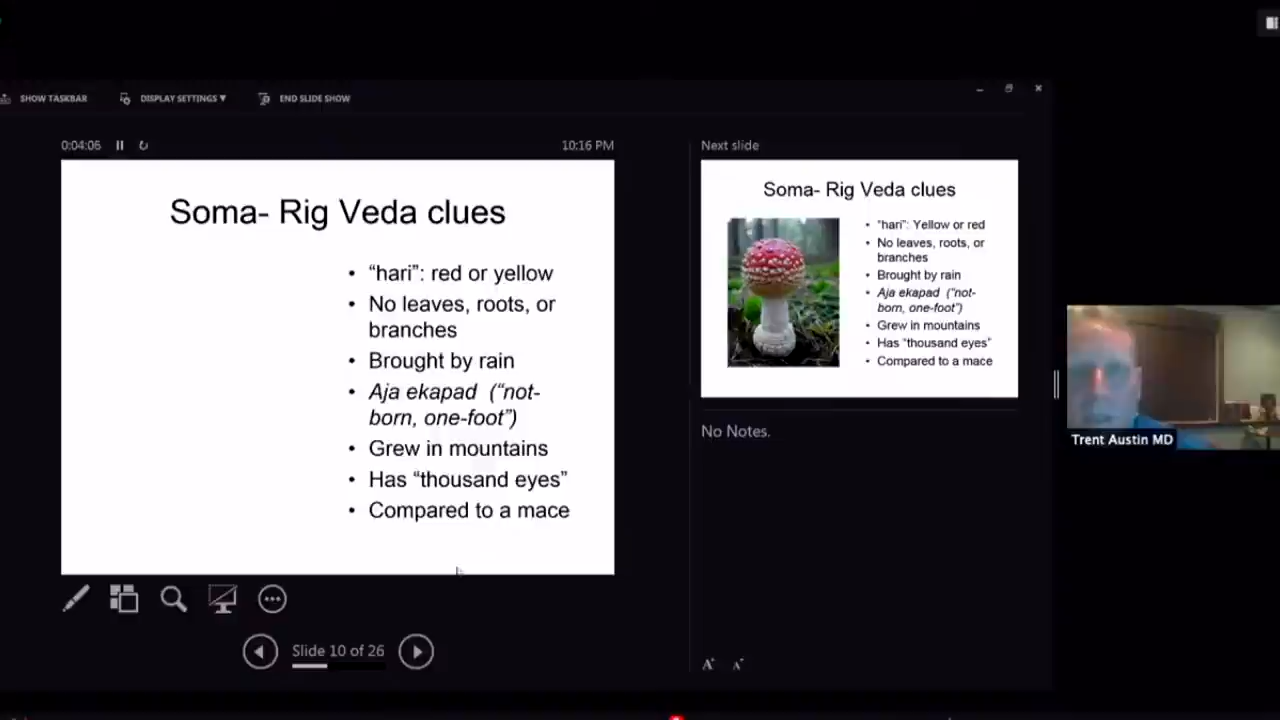 SHOW TASKBAR
DISPLAY SETTINGS ▼
END SLIDE SHOW
0:04:06
10:16 PM
Soma- Rig Veda clues
• “hari”: red or yellow
• No leaves, roots, or
branches
• Brought by rain
• Aja ekapad (“not-
born, one-foot”)
• Grew in mountains
• Has “thousand eyes”
• Compared to a mace
Slide 10 of 26
Next slide
Soma- Rig Veda clues
• “hari”: Yellow or red
• No leaves, roots, or
branches
• Brought by rain
• Aja ekapad (“not-
born, one-foot”)
• Grew in mountains
• Has “thousand eyes”
• Compared to a mace
No Notes.
A A
Trent Austin MD